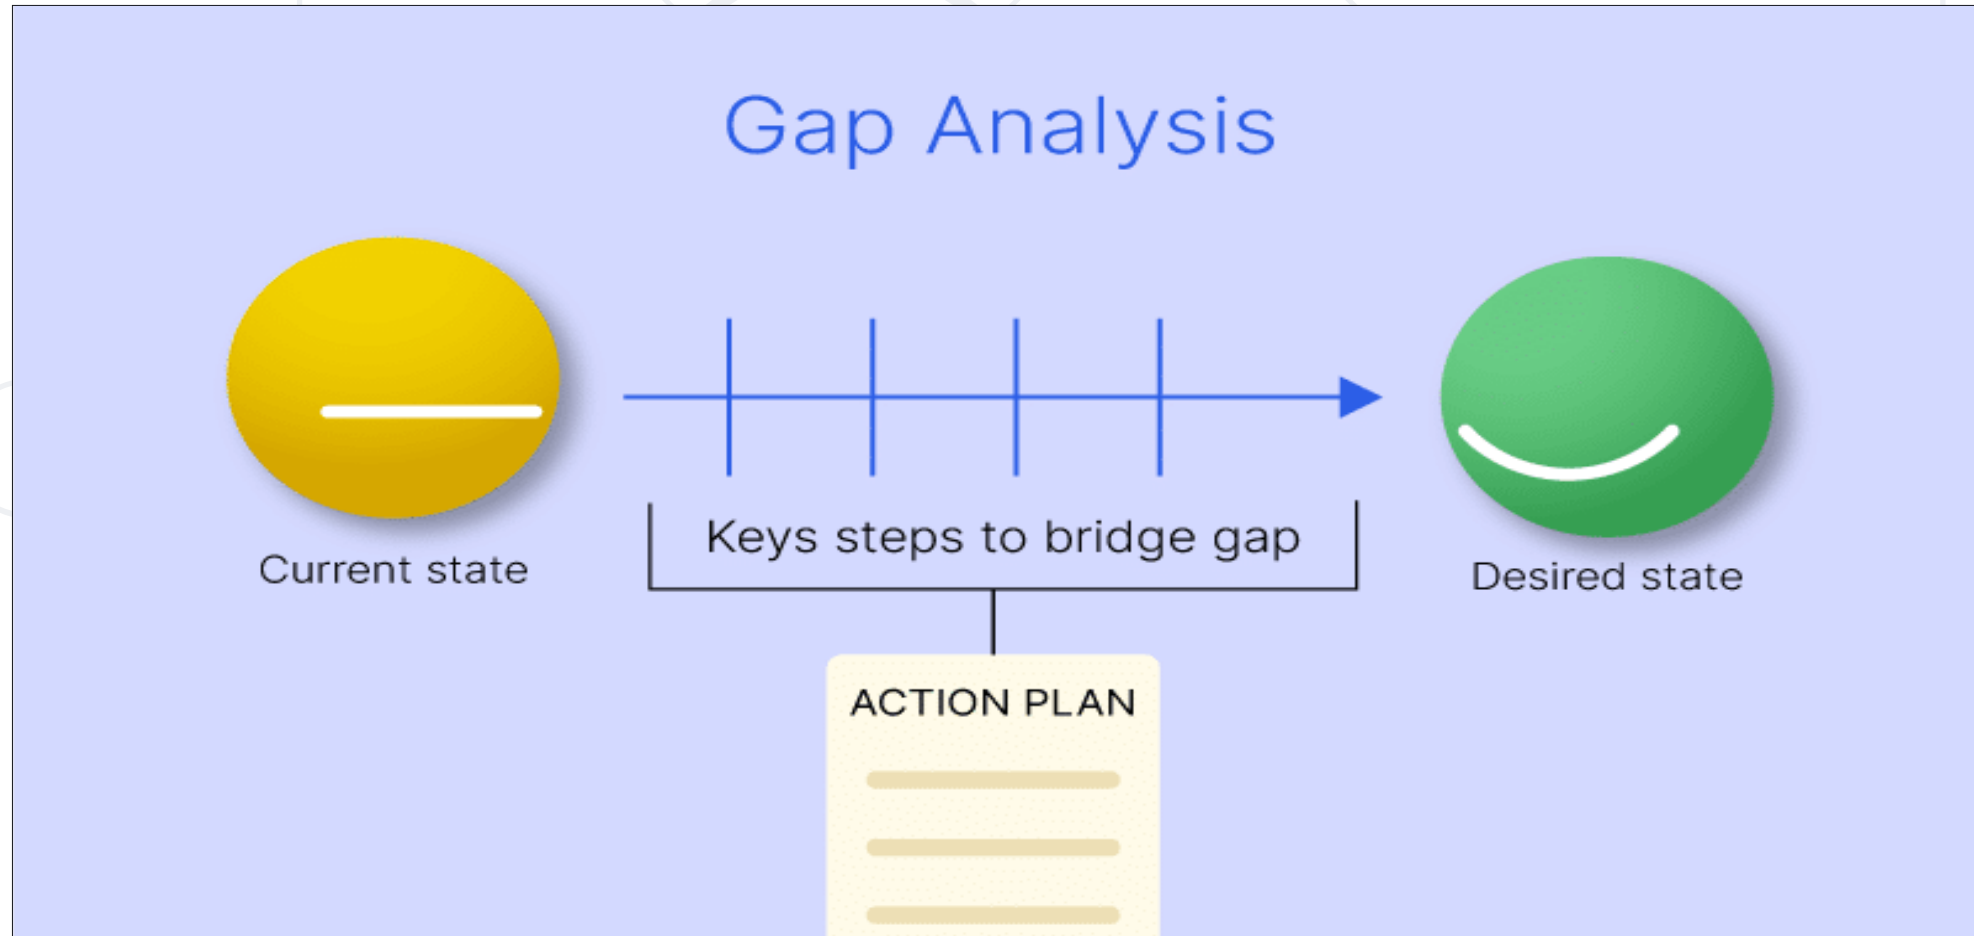 Gap Analysis
Current state
Keys steps to bridge gap
Desired state
ACTION PLAN